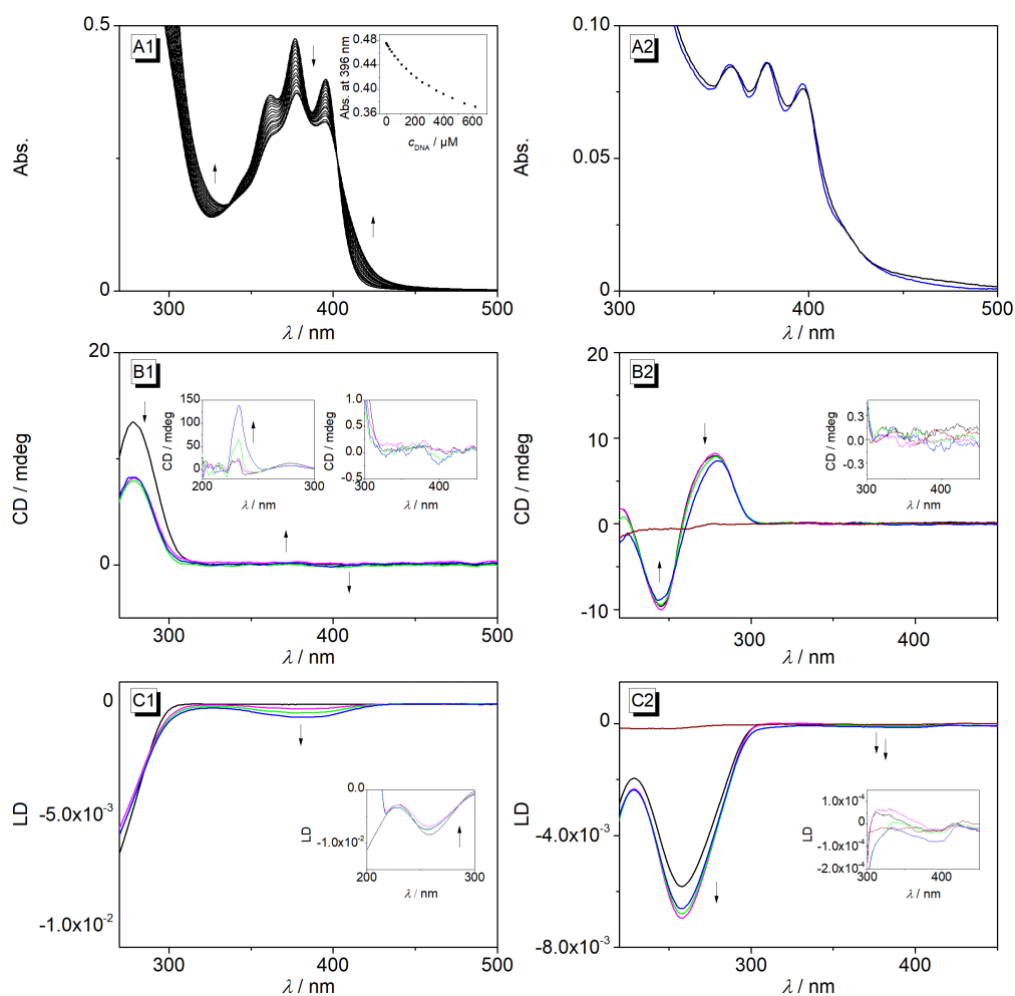 A1
0.5
Abs.
0
300
400
500
λ / nm
Abs. at 396 nm
0.48
0.44
0.40
0.36
0
200
400
600
cDNA / µM
A2
0.10
0.05
Abs.
0
300
400
500
λ / nm
B1
20
0
CD / mdeg
300
400
500
λ / nm
CD / mdeg
150
100
50
0
200
250
300
λ / nm
CD / mdeg
1.0
0.5
0.0
-0.5
300
400
λ / nm
B2
20
10
0
-10
CD / mdeg
300
400
λ / nm
CD / mdeg
0.3
0.0
-0.3
300
400
λ / nm
C1
0
-5.0x10⁻³
-1.0x10⁻²
LD
300
400
500
λ / nm
LD
0.0
-1.0x10⁻²
200
250
300
λ / nm
C2
0
-4.0x10⁻³
-8.0x10⁻³
LD
300
400
λ / nm
LD
1.0x10⁻⁴
0
-1.0x10⁻⁴
-2.0x10⁻⁴
300
400
λ / nm